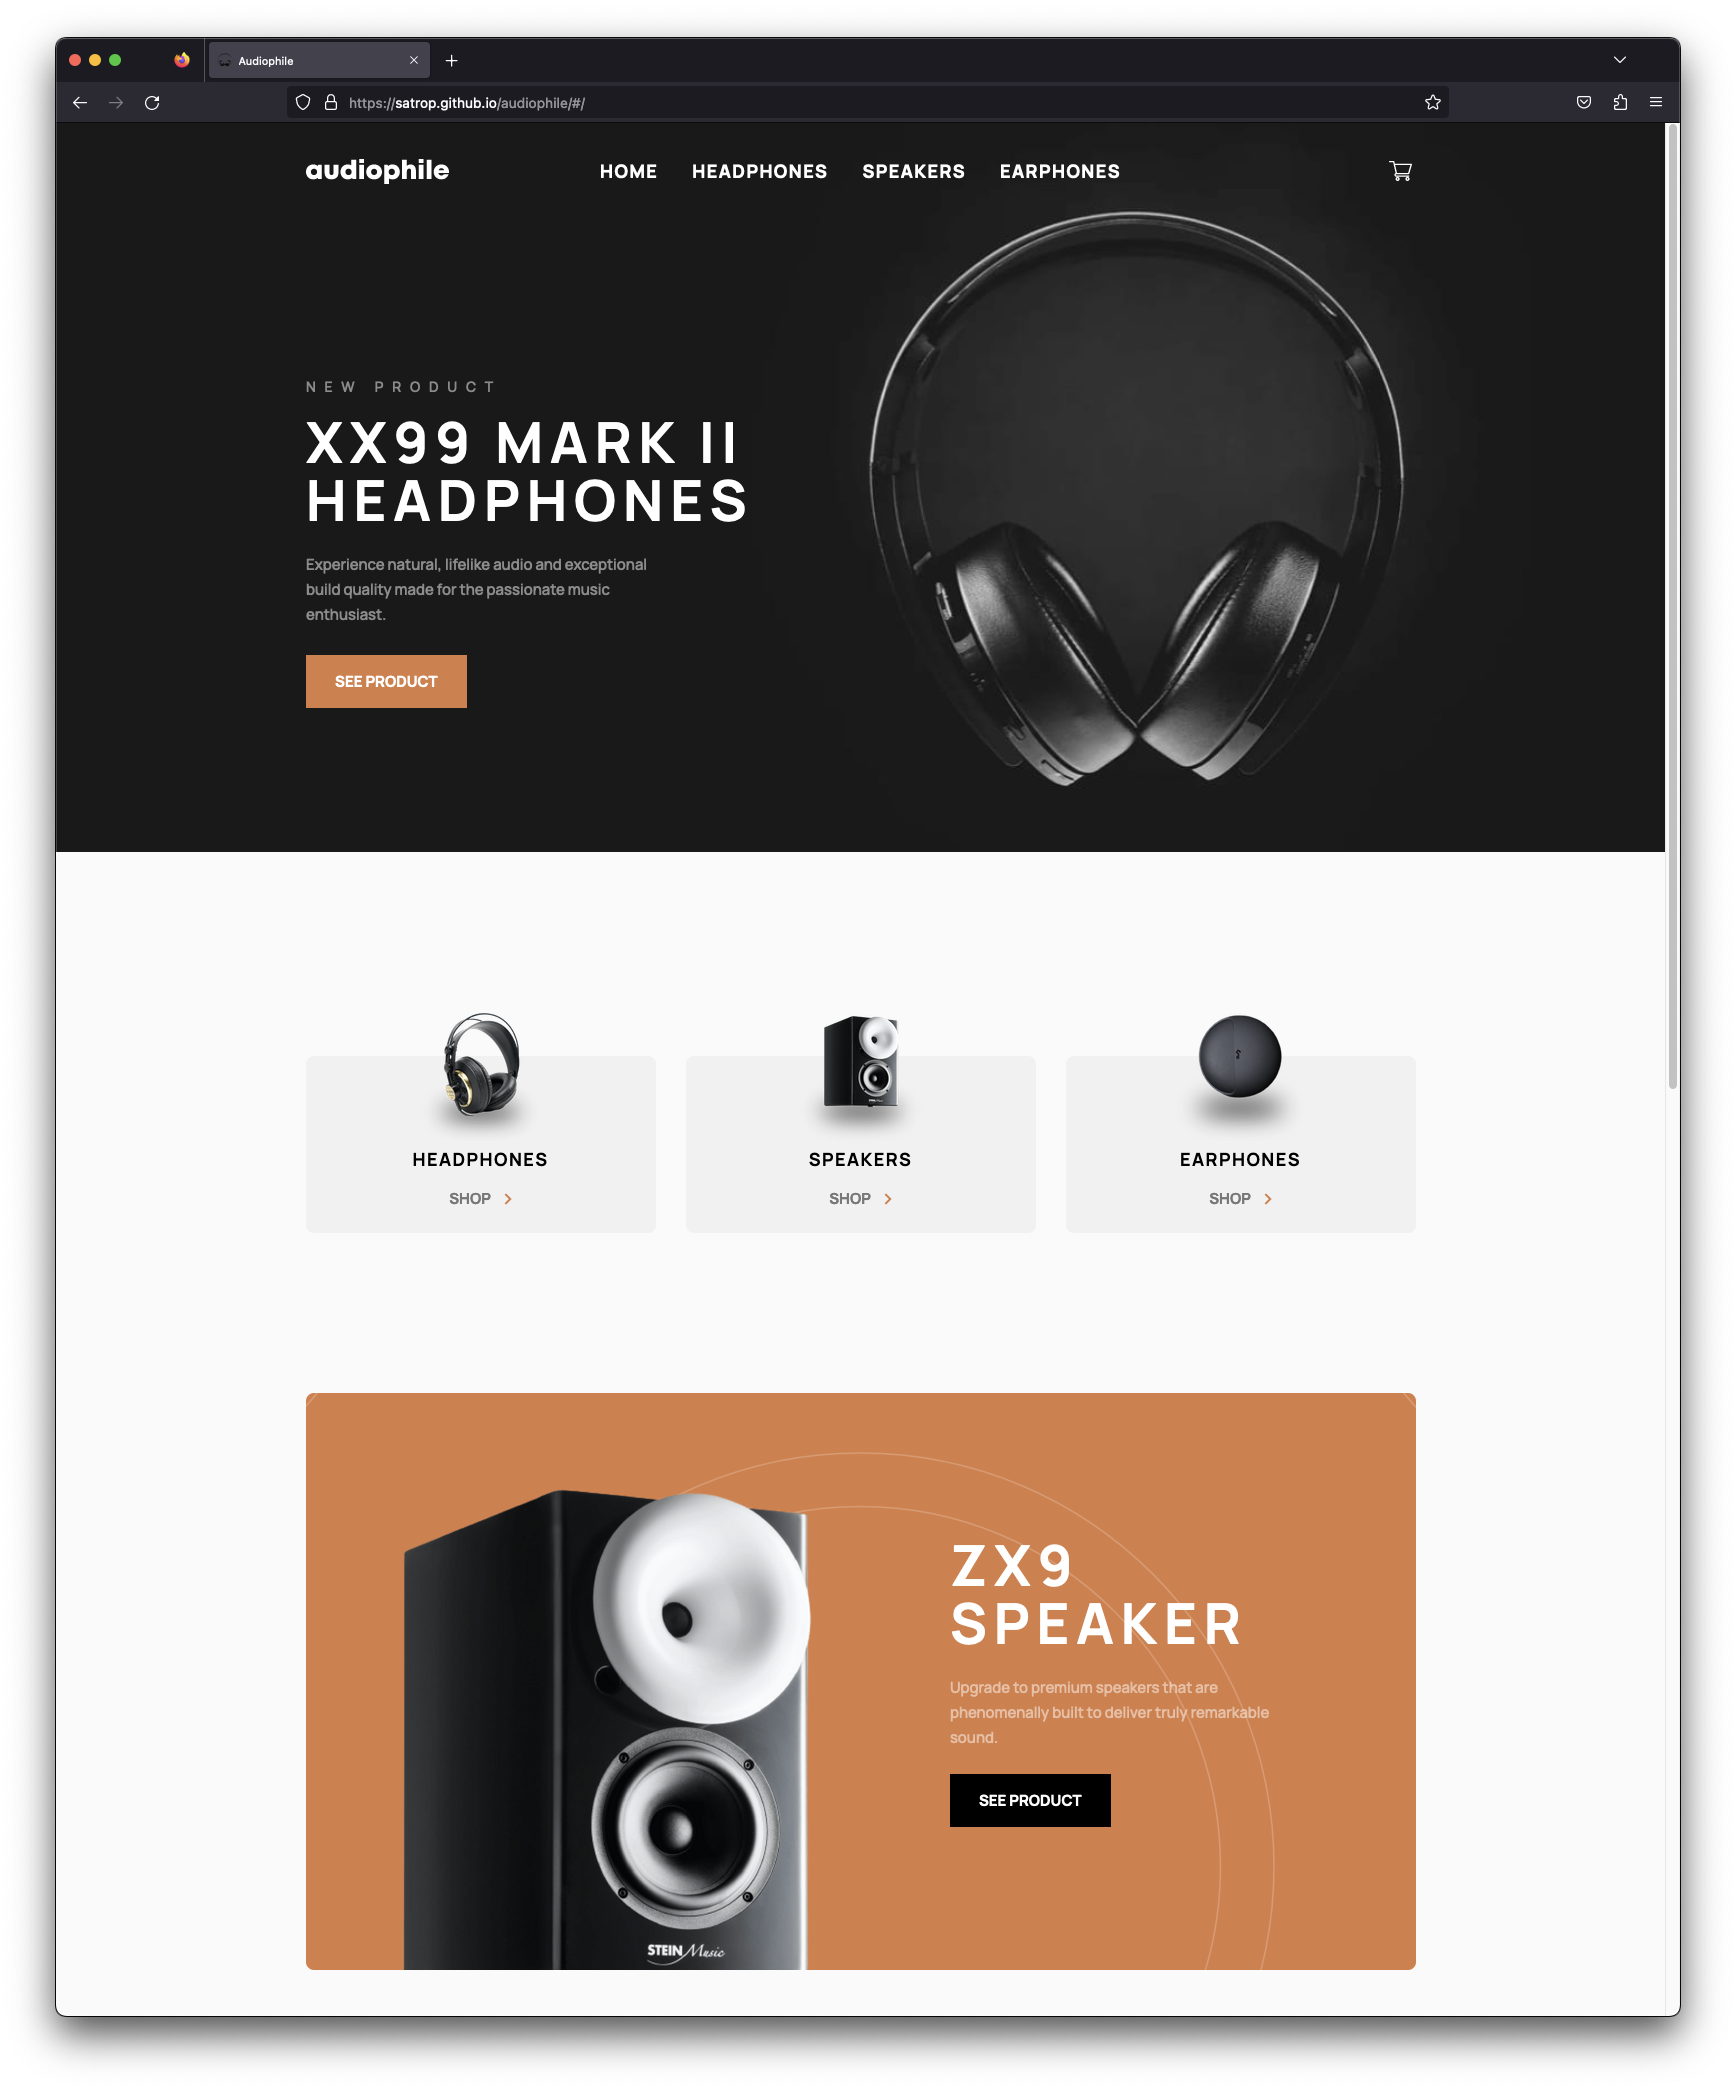 Audiophile
https://satrop.github.io/audiophile/#/
audiophile
HOME HEADPHONES SPEAKERS EARPHONES
NEW PRODUCT
XX99 MARK II
HEADPHONES
Experience natural, lifelike audio and exceptional
build quality made for the passionate music
enthusiast.
SEE PRODUCT
HEADPHONES
SHOP
SPEAKERS
SHOP
EARPHONES
SHOP
ZX9
SPEAKER
Upgrade to premium speakers that are
phenomenally built to deliver truly remarkable
sound.
SEE PRODUCT
STEIN Music